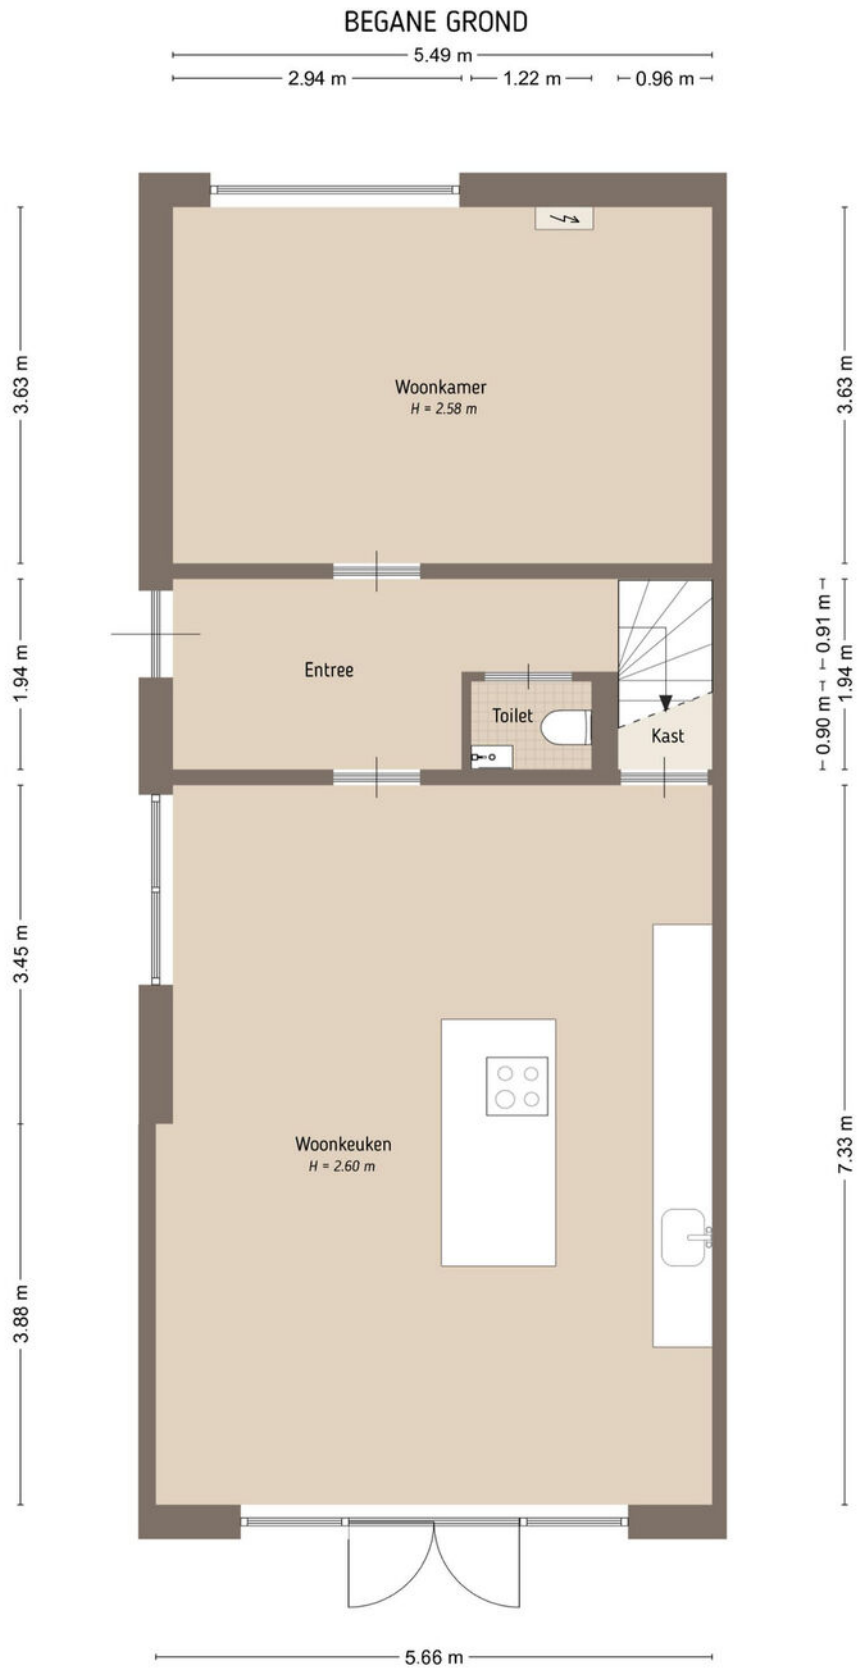 BEGANE GROND
5.49 m
2.94 m
1.22 m
0.96 m
3.63 m
3.63 m
Woonkamer
H = 2.58 m
1.94 m
0.91 m
0.90 m
1.94 m
Entree
Toilet
Kast
3.45 m
3.88 m
7.33 m
Woonkeuken
H = 2.60 m
5.66 m